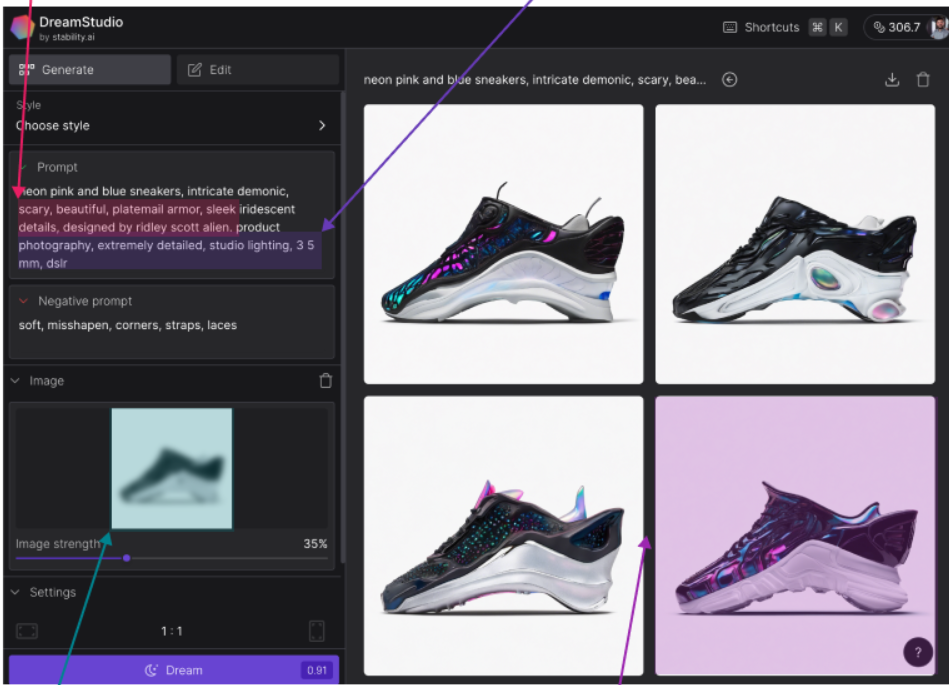 DreamStudio
by stability.ai
Shortcuts ⌘ K
306.7
Generate
Edit
neon pink and blue sneakers, intricate demonic, scary, bea...
Style
Choose style
Prompt
neon pink and blue sneakers, intricate demonic,
scary, beautiful, platemail armor, sleek iridescent
details, designed by ridley scott alien. product
photography, extremely detailed, studio lighting, 3 5
mm, dslr
Negative prompt
soft, misshapen, corners, straps, laces
Image
Image strength
35%
Settings
1 : 1
Dream
0.91
?